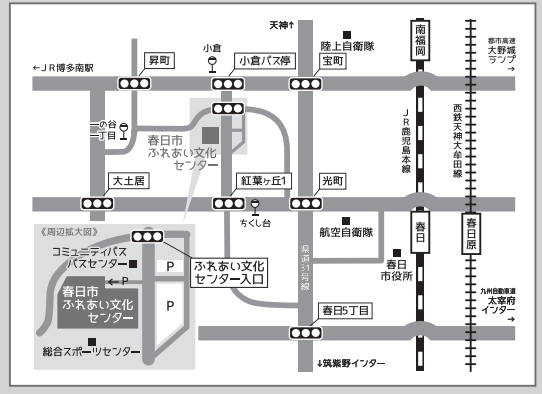 天神↑
小倉
昇町
小倉バス停
陸上自衛隊
宝町
南福岡
都市高速
大野城
ランプ
→
←JR博多南駅
一の谷
一丁目
春日市
ふれあい文化
センター
JR鹿児島本線
西鉄天神大牟田線
大土居
紅葉ヶ丘1
光町
ちくし台
航空自衛隊
春日
春日原
県道31号線
春日
市役所
《周辺拡大図》
コミュニティバス
バスセンター
ふれあい文化
センター入口
P
←P
P
春日市
ふれあい文化
センター
総合スポーツセンター
九州自動車道
太宰府
インター
→
春日5丁目
↓筑紫野インター